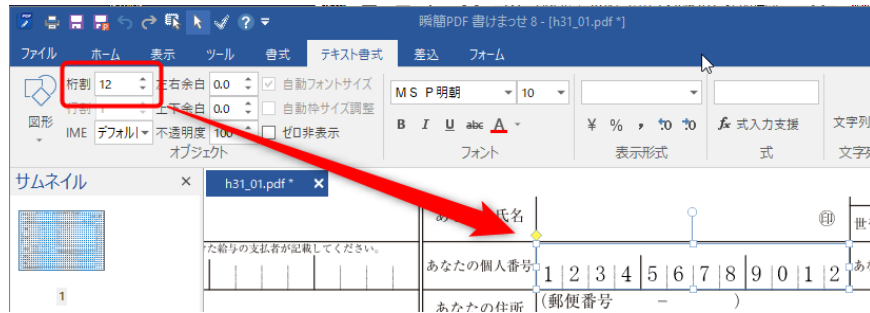 瞬簡PDF 書けまっせ 8 - [h31_01.pdf *]
ファイル ホーム 表示 ツール 書式 テキスト書式 差込 フォーム
桁割 12 左右余白 0.0 自動フォントサイズ MS P明朝 10
行割 上下余白 0.0 自動枠サイズ調整
図形 B I U abc A ¥ % , fx 式入力支援 文字列
IME デフォル 不透明度 100 ゼロ非表示
オブジェクト フォント 表示形式 式 文字列
サムネイル × h31_01.pdf * ×
氏名 印 世
た給与の支払者が記載してください。
あなたの個人番号 1 2 3 4 5 6 7 8 9 0 1 2 あ
1
あなたの住所 (郵便番号 - )